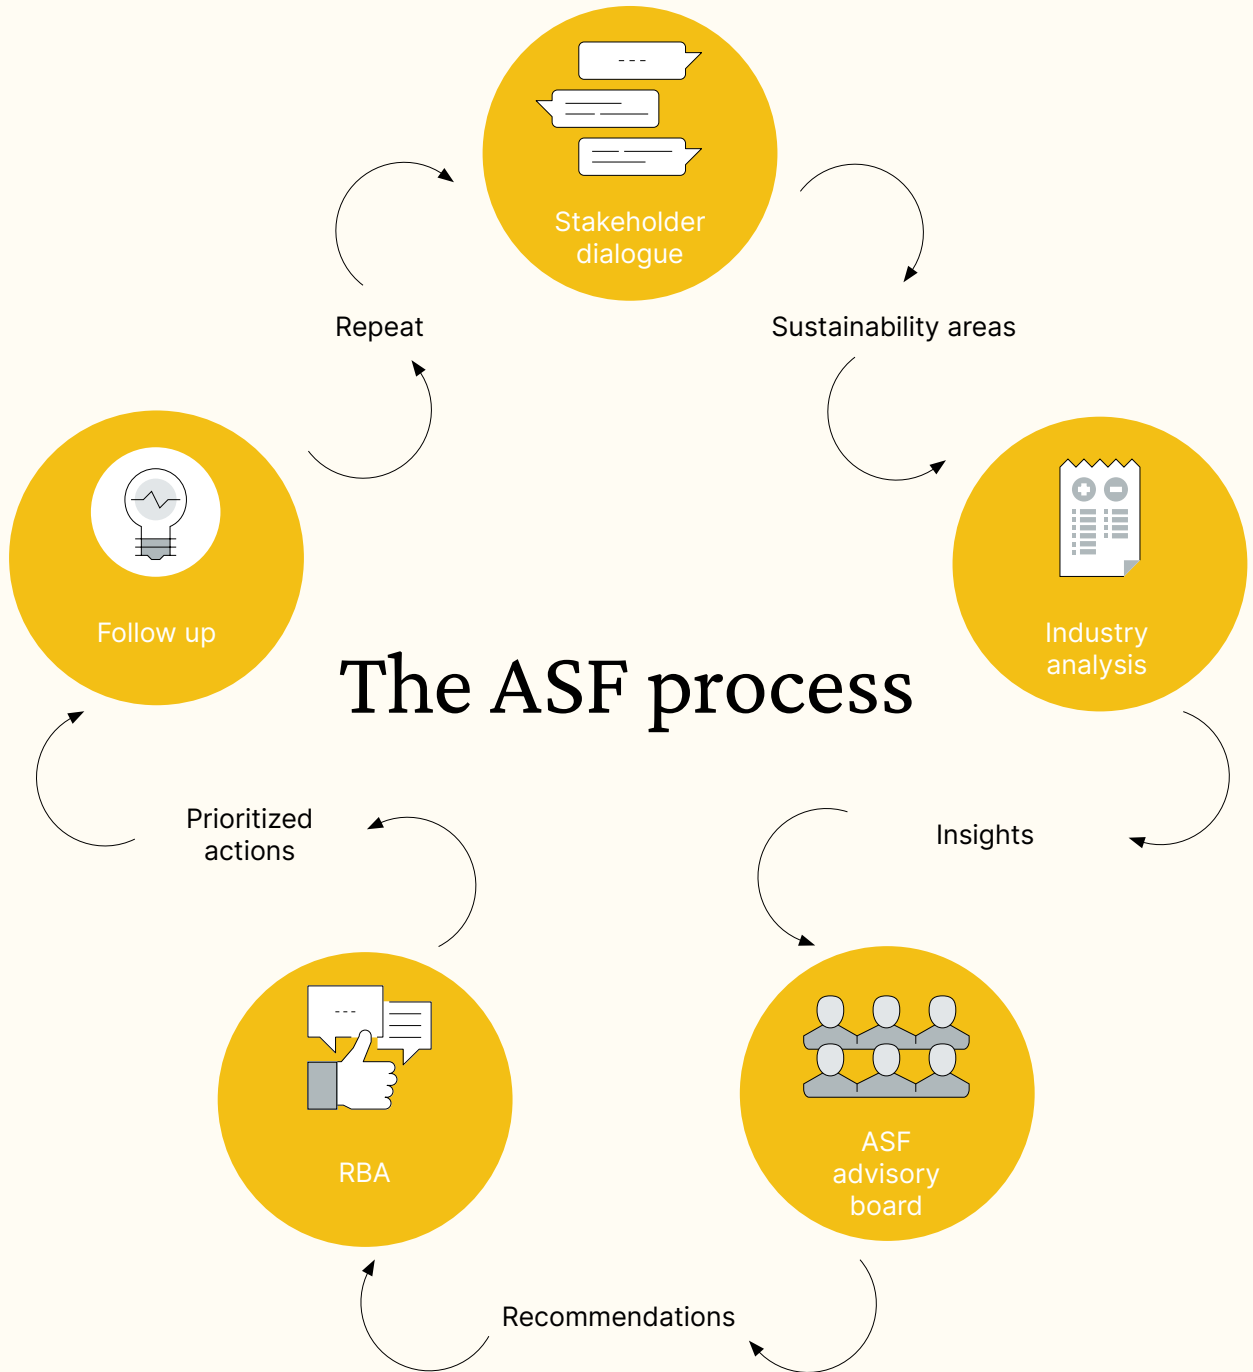 Stakeholder
dialogue
Repeat
Sustainability areas
Follow up
Industry
analysis
The ASF process
Prioritized
actions
Insights
RBA
ASF
advisory
board
Recommendations